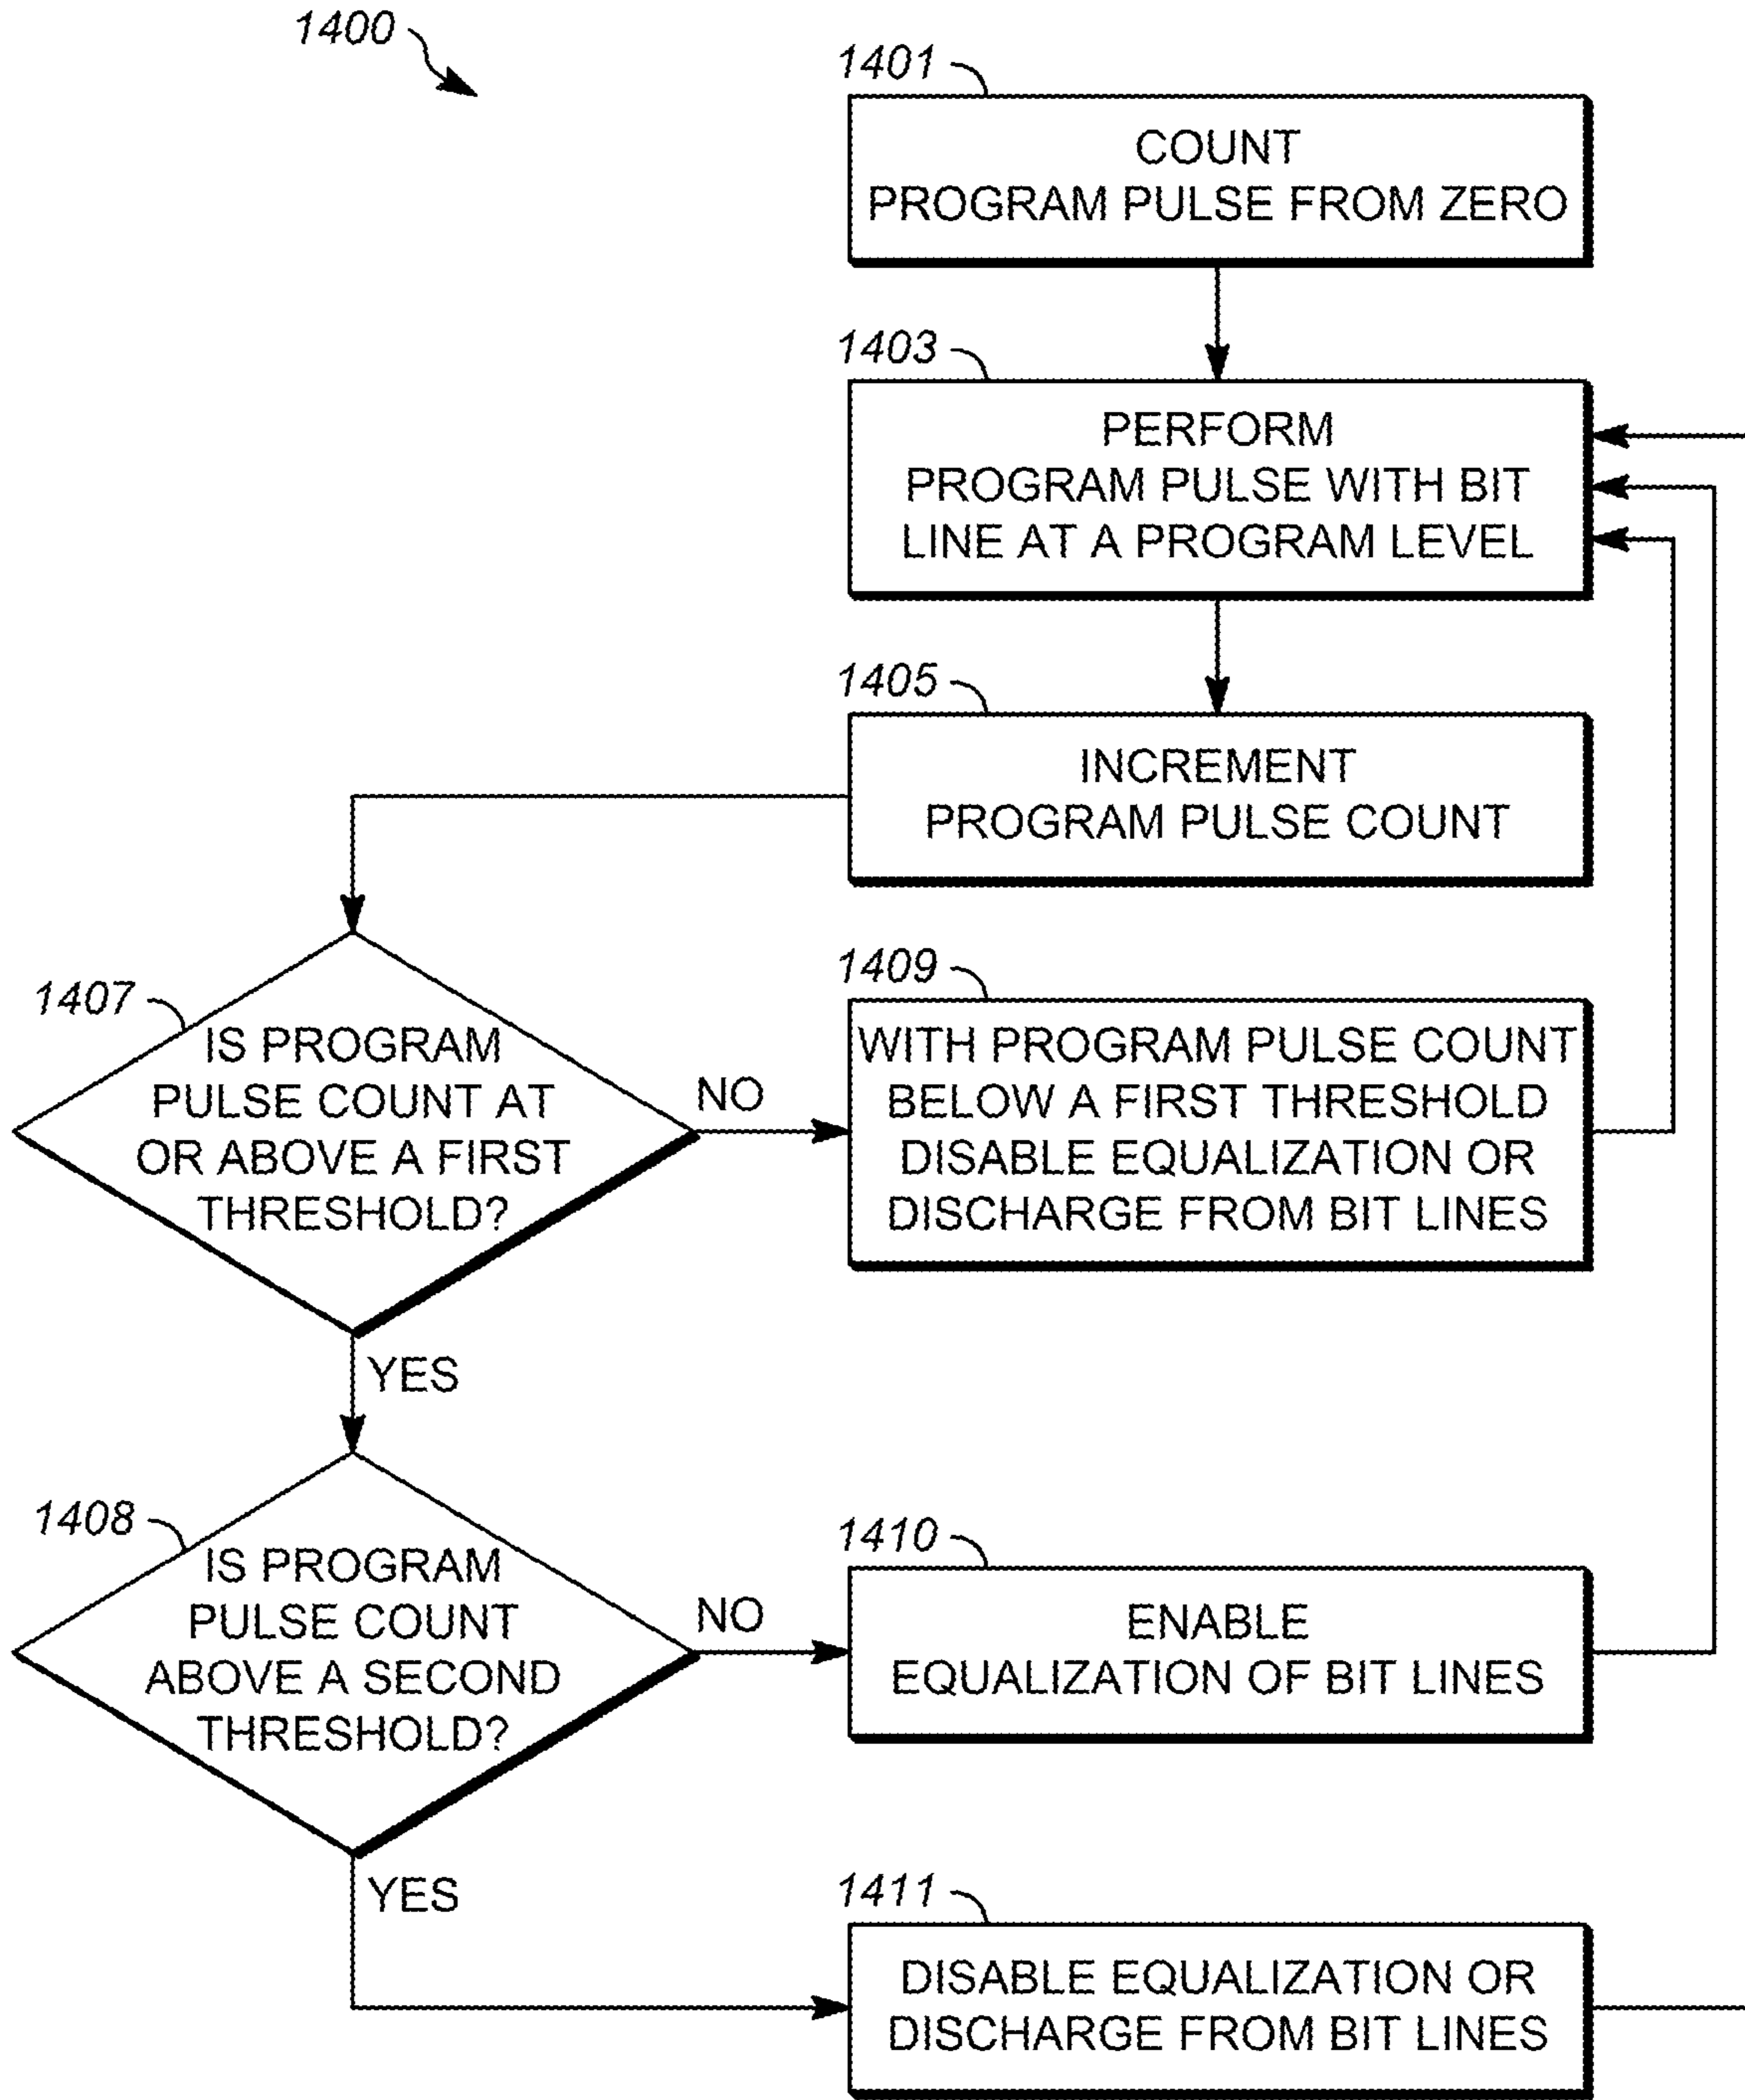 1400
1401
COUNT
PROGRAM PULSE FROM ZERO
1403
PERFORM
PROGRAM PULSE WITH BIT
LINE AT A PROGRAM LEVEL
1405
INCREMENT
PROGRAM PULSE COUNT
1407
IS PROGRAM
PULSE COUNT AT
OR ABOVE A FIRST
THRESHOLD?
NO
1409
WITH PROGRAM PULSE COUNT
BELOW A FIRST THRESHOLD
DISABLE EQUALIZATION OR
DISCHARGE FROM BIT LINES
YES
1408
IS PROGRAM
PULSE COUNT
ABOVE A SECOND
THRESHOLD?
NO
1410
ENABLE
EQUALIZATION OF BIT LINES
YES
1411
DISABLE EQUALIZATION OR
DISCHARGE FROM BIT LINES